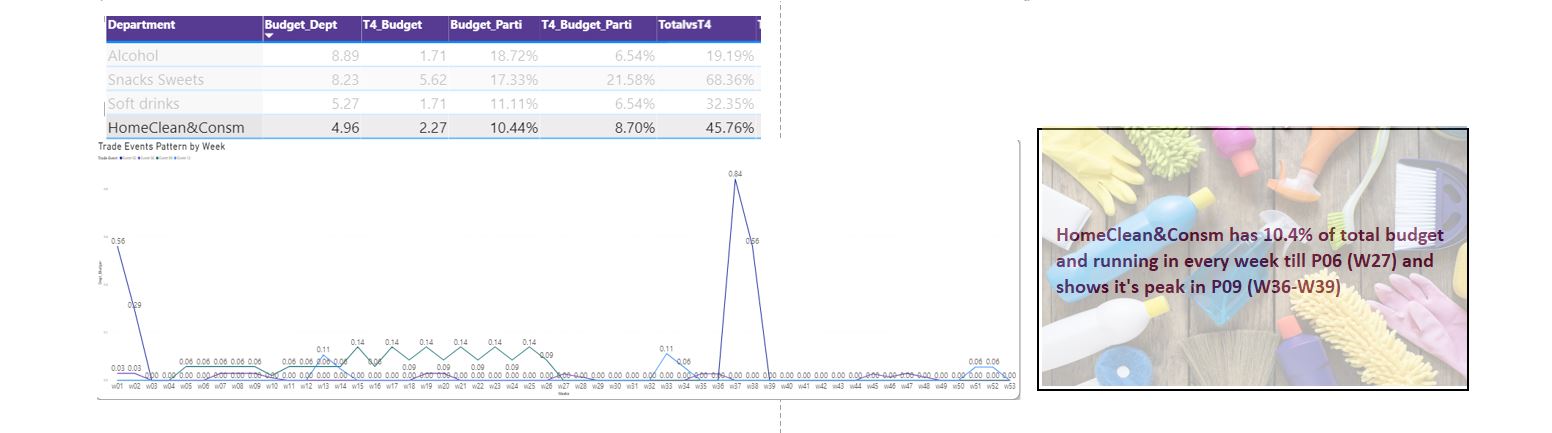 Department Budget_Dept T4_Budget Budget_Parti T4_Budget_Parti TotalvsT4
Alcohol 8.89 1.71 18.72% 6.54% 19.19%
Snacks Sweets 8.23 5.62 17.33% 21.58% 68.36%
Soft drinks 5.27 1.71 11.11% 6.54% 32.35%
HomeClean&Consm 4.96 2.27 10.44% 8.70% 45.76%
Trade Events Pattern by Week
0.84
0.56 0.56
0.29
0.14 0.14 0.14 0.14 0.14 0.14
0.11 0.09 0.11
0.06 0.06 0.06 0.06 0.06 0.06 0.06 0.06 0.06 0.06 0.06 0.06 0.06
0.03 0.03 0.09 0.09 0.09 0.09
w01 w02 w03 w04 w05 w06 w07 w08 w09 w10 w11 w12 w13 w14 w15 w16 w17 w18 w19 w20 w21 w22 w23 w24 w25 w26 w27 w28 w29 w30 w31 w32 w33 w34 w35 w36 w37 w38 w39 w40 w41 w42 w43 w44 w45 w46 w47 w48 w49 w50 w51 w52 w53
HomeClean&Consm has 10.4% of total budget
and running in every week till P06 (W27) and
shows it's peak in P09 (W36-W39)